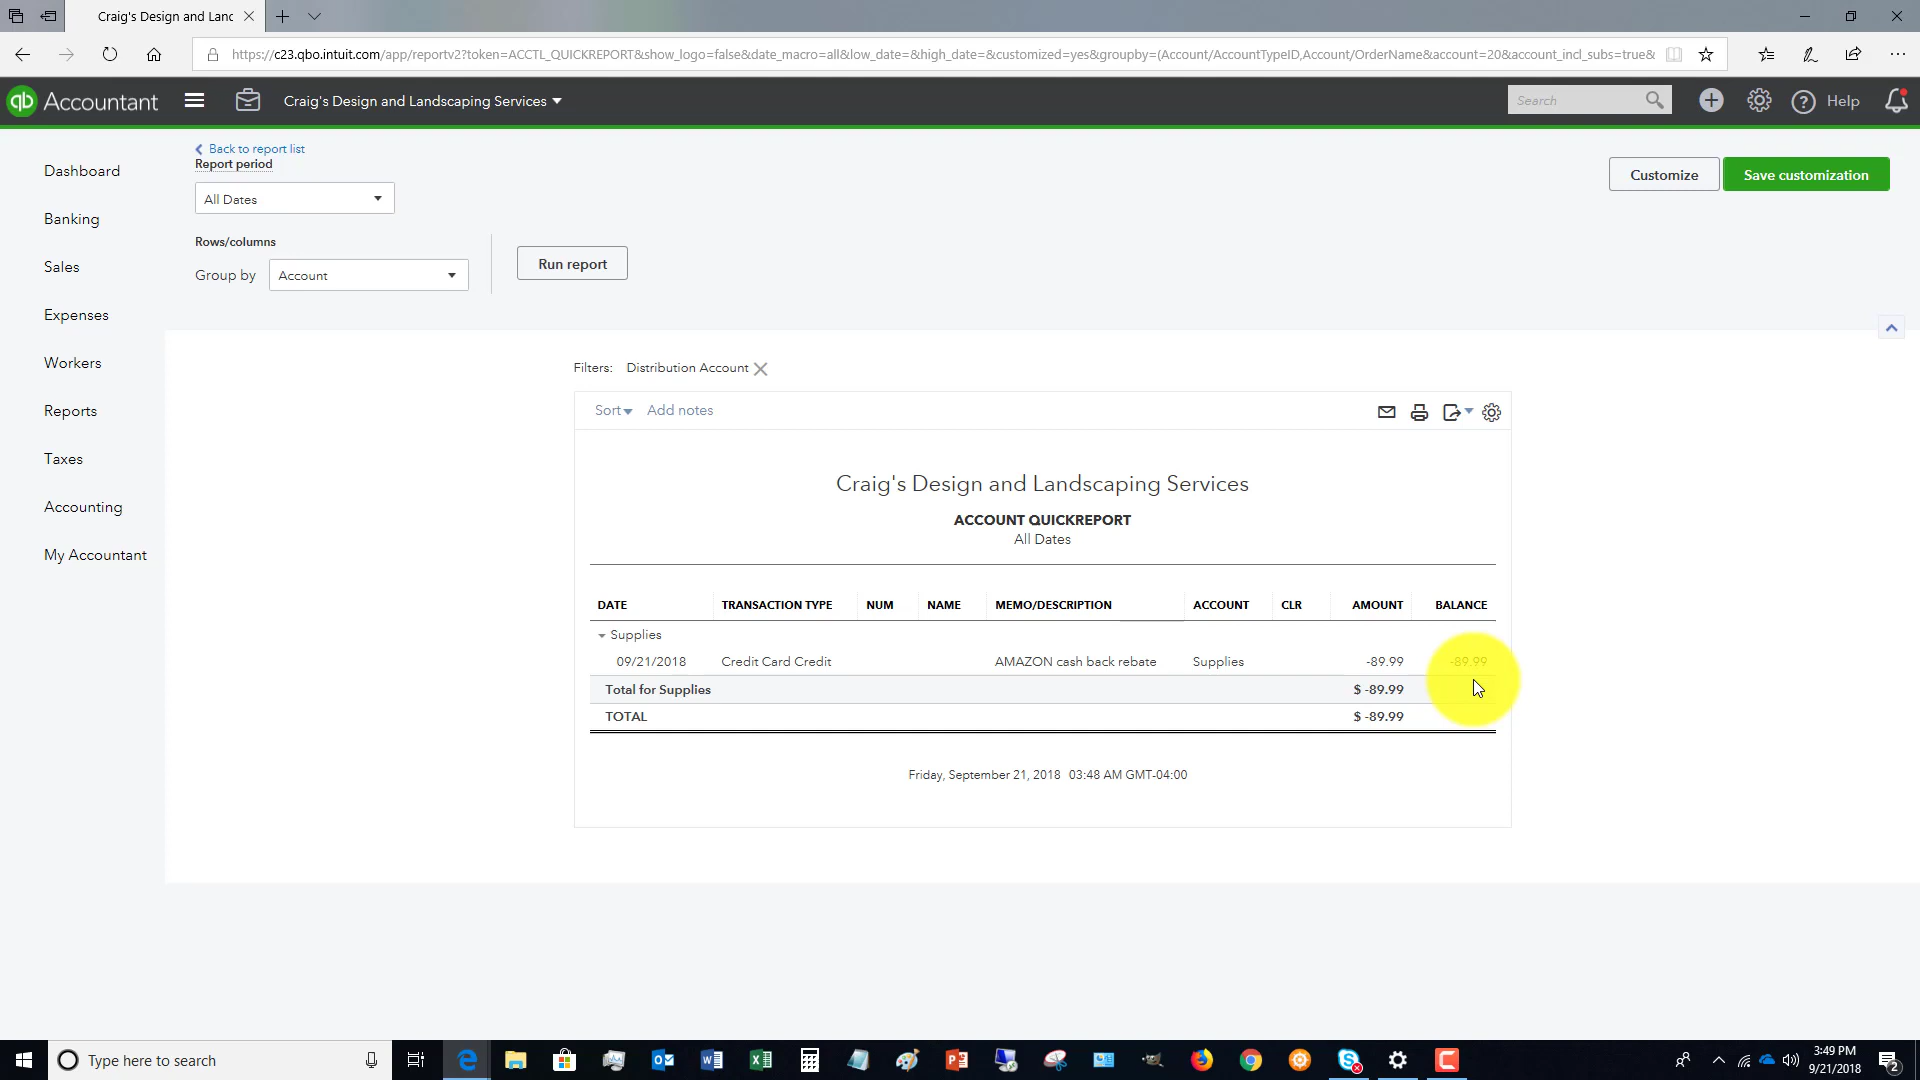 Craig's Design and Lanc
https://c23.qbo.intuit.com/app/reportv2?token=ACCTL_QUICKREPORT&show_logo=false&date_macro=all&low_date=&high_date=&customized=yes&groupby=(Account/AccountTypeID,Account/OrderName&account=20&account_incl_subs=true&
qb Accountant
Craig's Design and Landscaping Services
Search
Help
Dashboard
Banking
Sales
Expenses
Workers
Reports
Taxes
Accounting
My Accountant
Back to report list
Report period
All Dates
Customize
Save customization
Rows/columns
Group by Account
Run report
Filters: Distribution Account
Sort Add notes
Craig's Design and Landscaping Services
ACCOUNT QUICKREPORT
All Dates
DATE TRANSACTION TYPE NUM NAME MEMO/DESCRIPTION ACCOUNT CLR AMOUNT BALANCE
Supplies
09/21/2018 Credit Card Credit AMAZON cash back rebate Supplies -89.99 -89.99
Total for Supplies $ -89.99
TOTAL $ -89.99
Friday, September 21, 2018 03:48 AM GMT-04:00
Type here to search
3:49 PM
9/21/2018
2